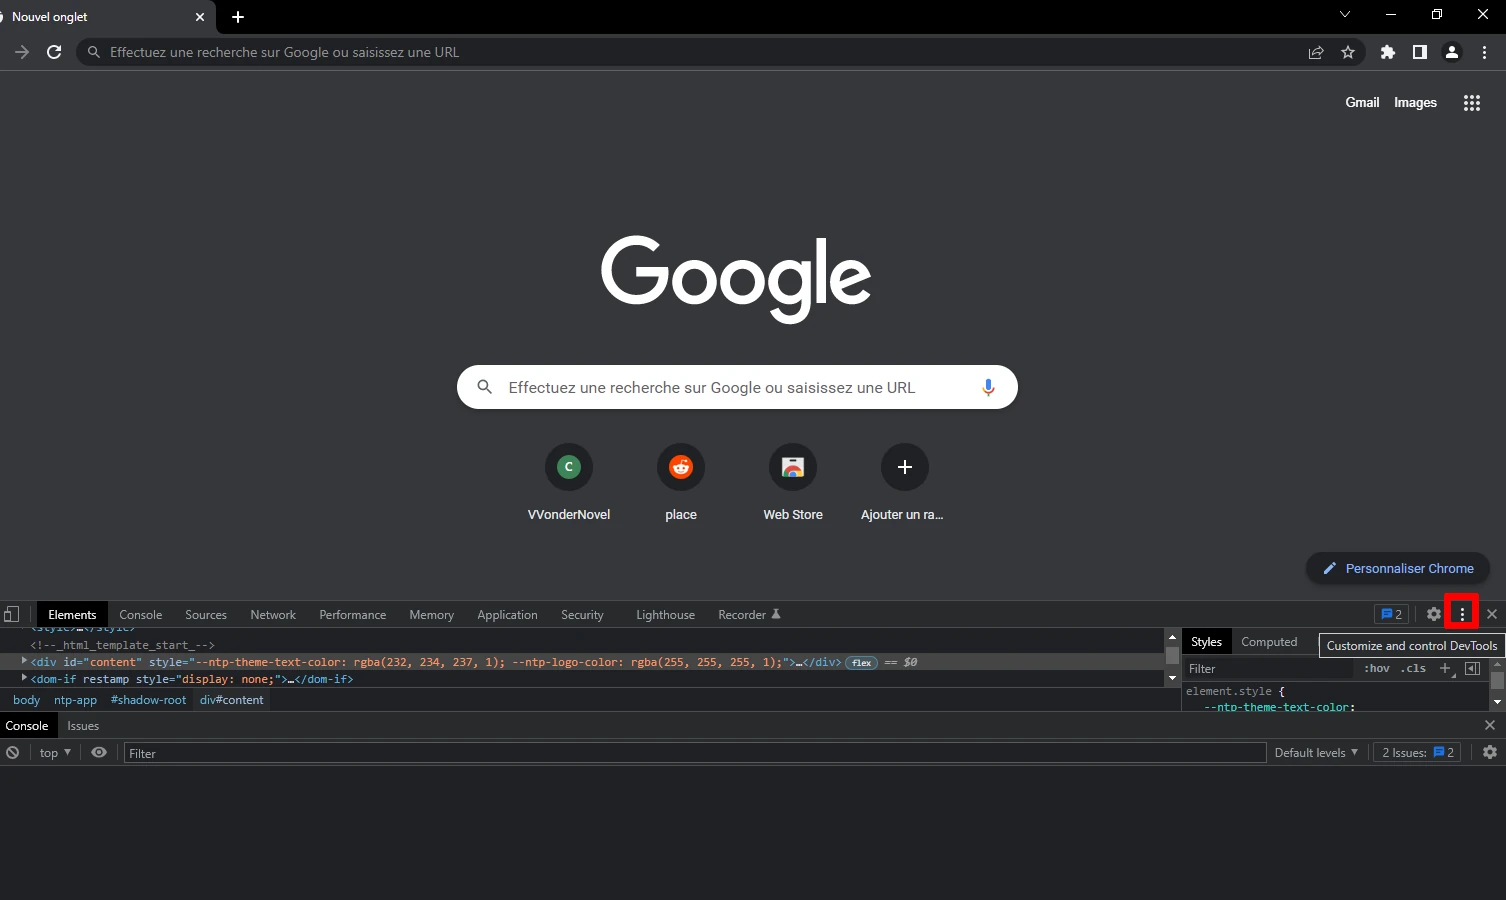 Nouvel onglet
Effectuez une recherche sur Google ou saisissez une URL
Gmail Images
Google
Effectuez une recherche sur Google ou saisissez une URL
C
VVonderNovel place Web Store Ajouter un ra...
Personnaliser Chrome
Elements Console Sources Network Performance Memory Application Security Lighthouse Recorder 2
<style>…</style>
<!--_html_template_start_-->
<div id="content" style="--ntp-theme-text-color: rgba(232, 234, 237, 1); --ntp-logo-color: rgba(255, 255, 255, 1);">…</div> flex == $0
<dom-if restamp style="display: none;">…</dom-if>
body ntp-app #shadow-root div#content
Styles Computed
Customize and control DevTools
Filter :hov .cls
element.style {
--ntp-theme-text-color:
Console Issues
top Filter Default levels 2 Issues: 2